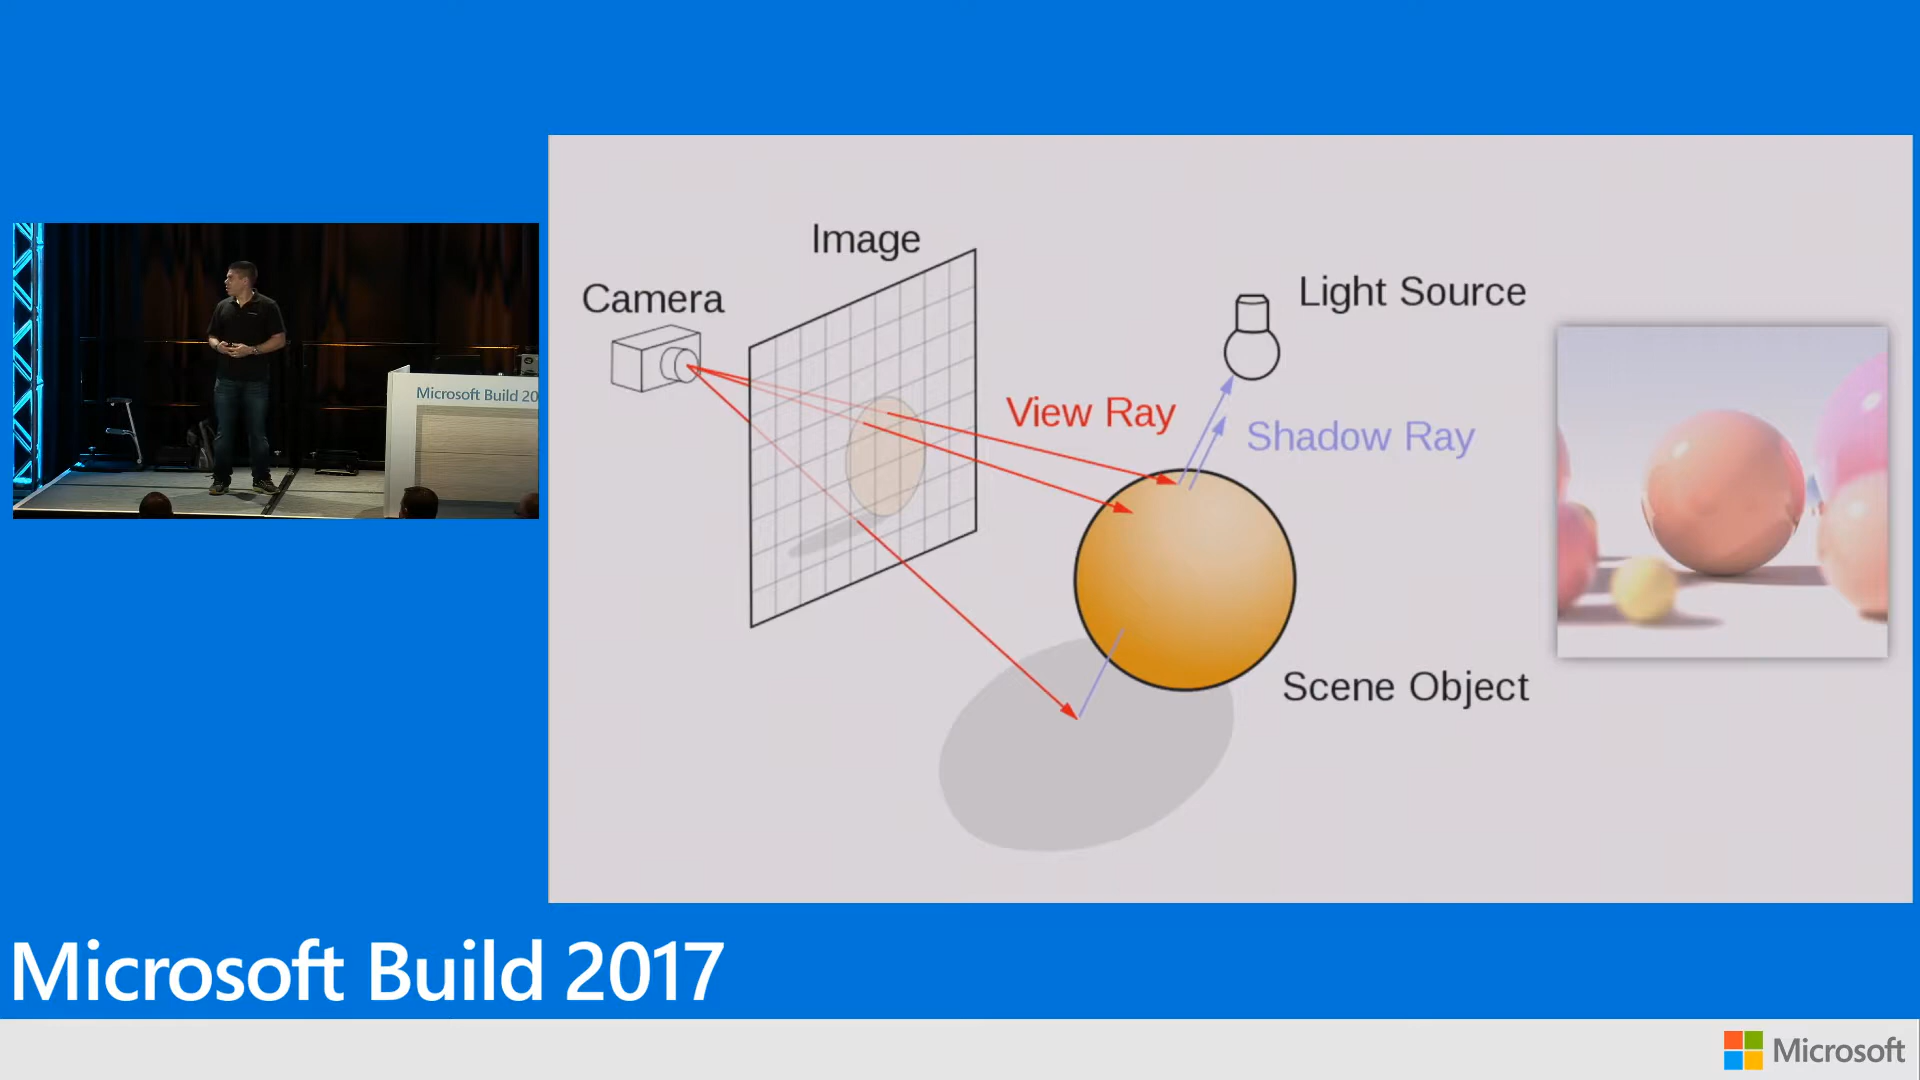 Image
Camera
Light Source
View Ray
Shadow Ray
Scene Object
Microsoft Build 20
Microsoft Build 2017
Microsoft